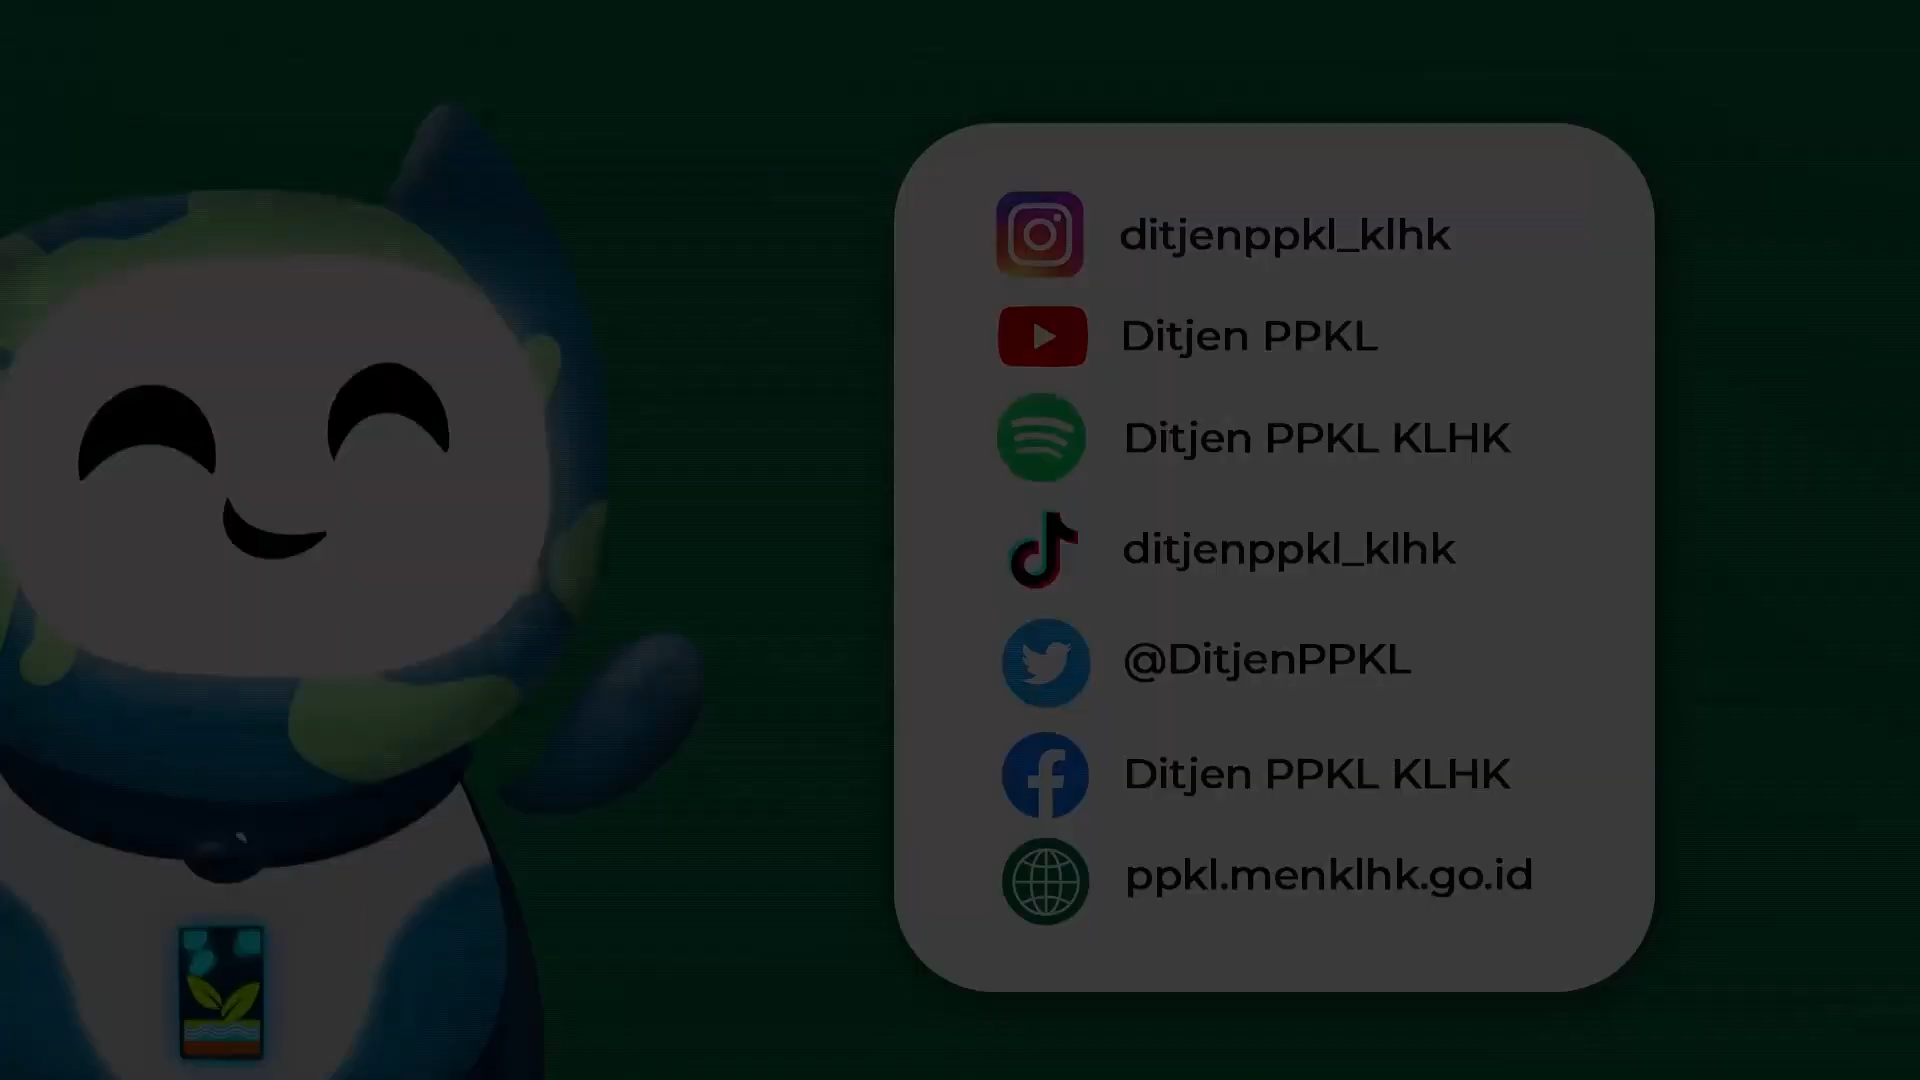 ditjenppkl_klhk
Ditjen PPKL
Ditjen PPKL KLHK
ditjenppkl_klhk
@DitjenPPKL
Ditjen PPKL KLHK
ppkl.menklhk.go.id